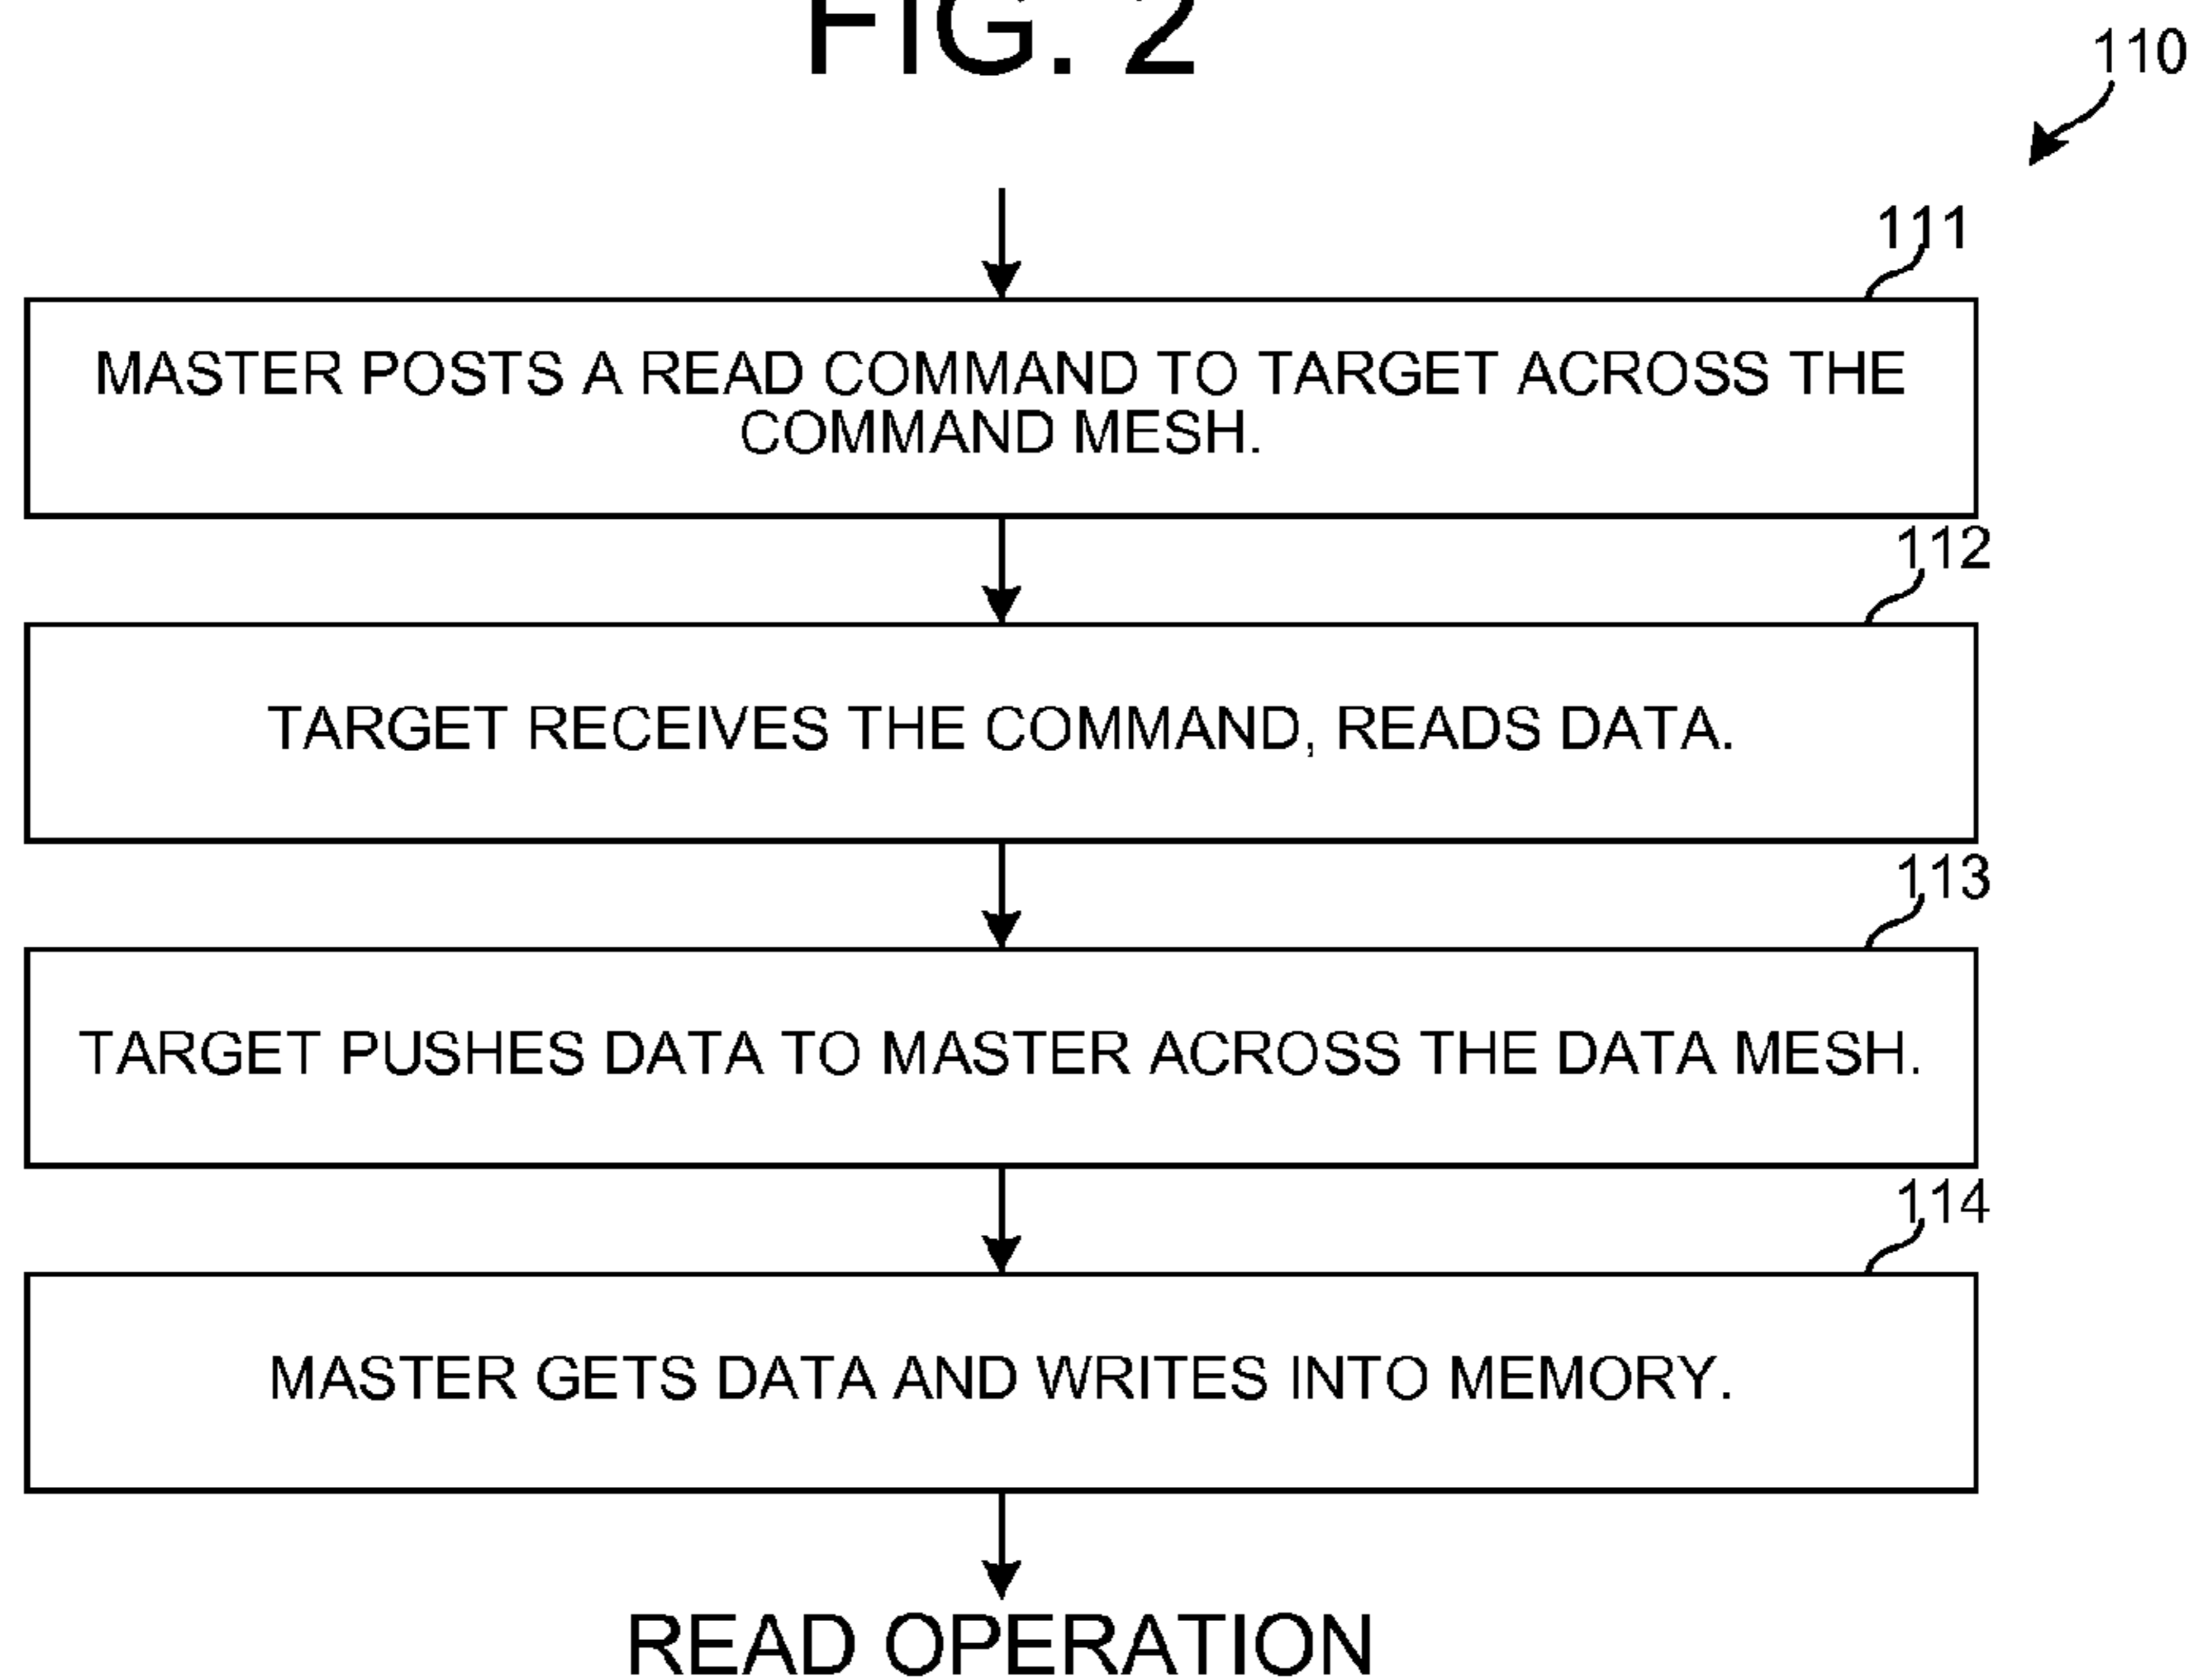 FIG. 2
110
111
MASTER POSTS A READ COMMAND TO TARGET ACROSS THE
COMMAND MESH.
112
TARGET RECEIVES THE COMMAND, READS DATA.
113
TARGET PUSHES DATA TO MASTER ACROSS THE DATA MESH.
114
MASTER GETS DATA AND WRITES INTO MEMORY.
READ OPERATION